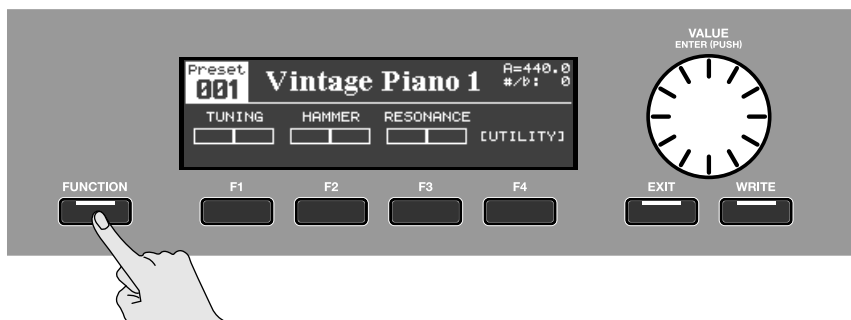 VALUE
ENTER (PUSH)
Preset
001
Vintage Piano 1
A=440.0
#/♭: 0
TUNING
HAMMER
RESONANCE
[UTILITY]
FUNCTION
F1
F2
F3
F4
EXIT
WRITE